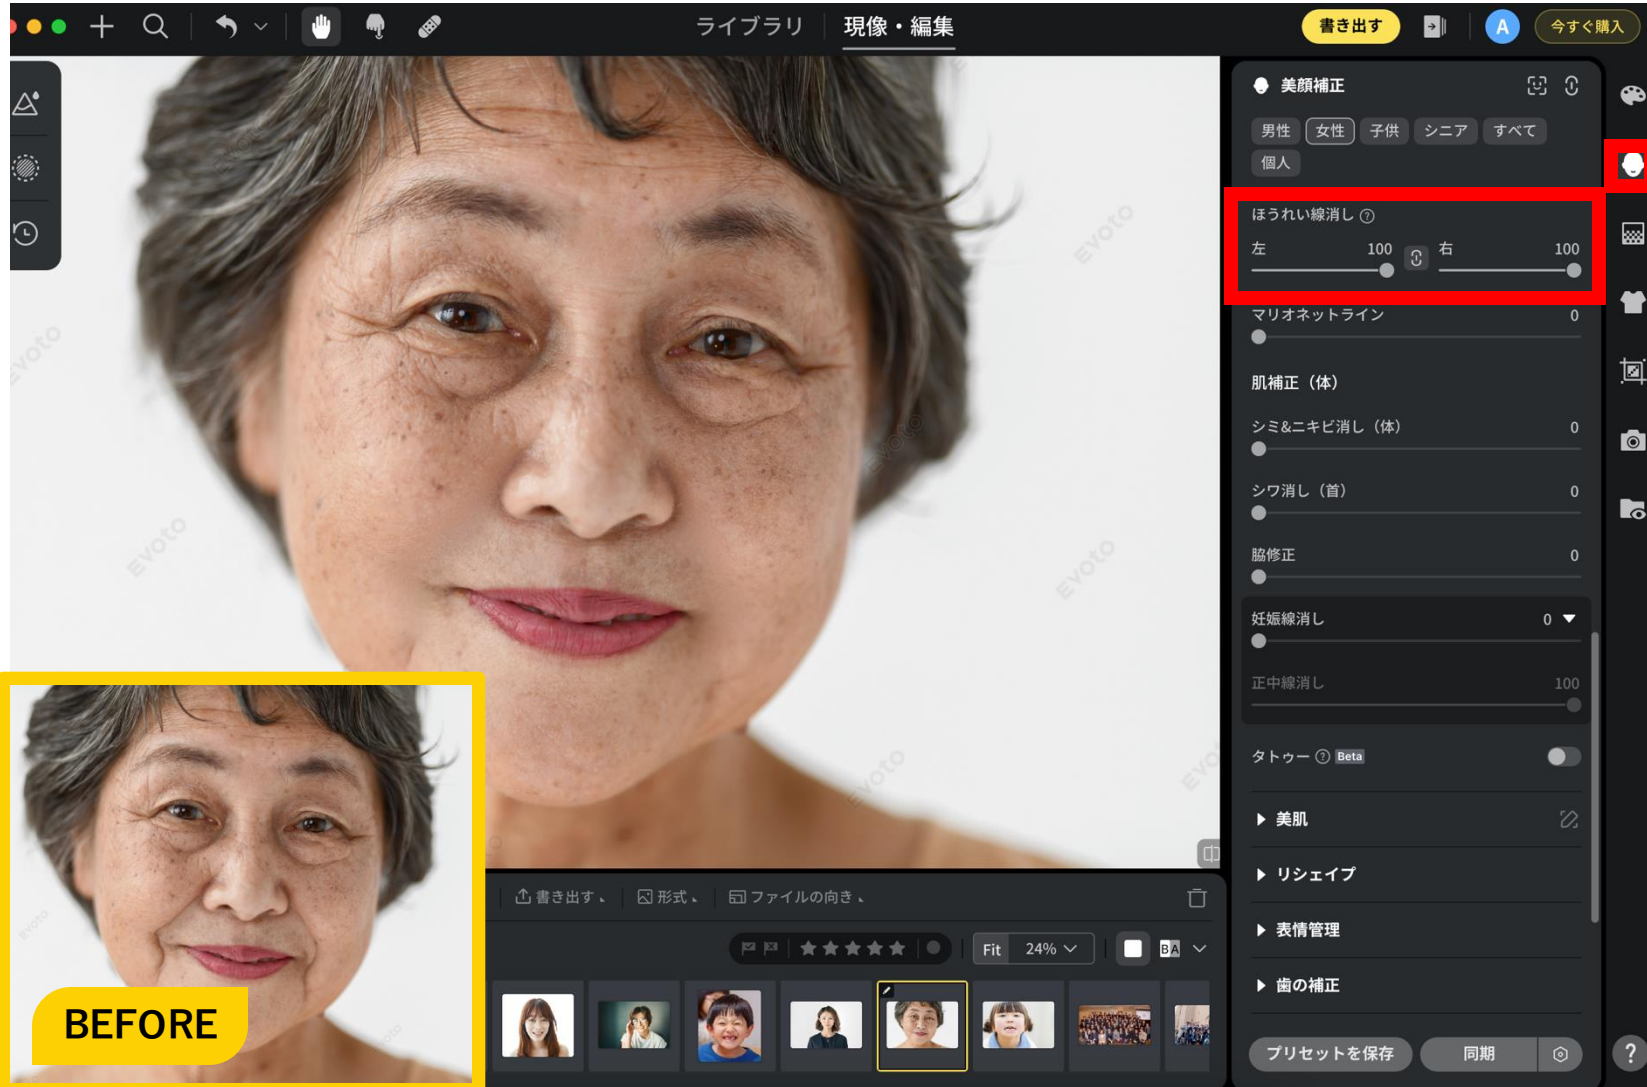 ライブラリ
現像・編集
書き出す
A
今すぐ購入
美顔補正
男性
女性
子供
シニア
すべて
個人
ほうれい線消し ?
左 100 右 100
マリオネットライン 0
肌補正（体）
シミ&ニキビ消し（体） 0
シワ消し（首） 0
脇修正 0
妊娠線消し 0
正中線消し 100
タトゥー ? Beta
美肌
リシェイプ
表情管理
歯の補正
プリセットを保存
同期
?
evoto
evoto
evoto
evoto
evoto
evoto
BEFORE
書き出す
形式
ファイルの向き
Fit 24%
BA